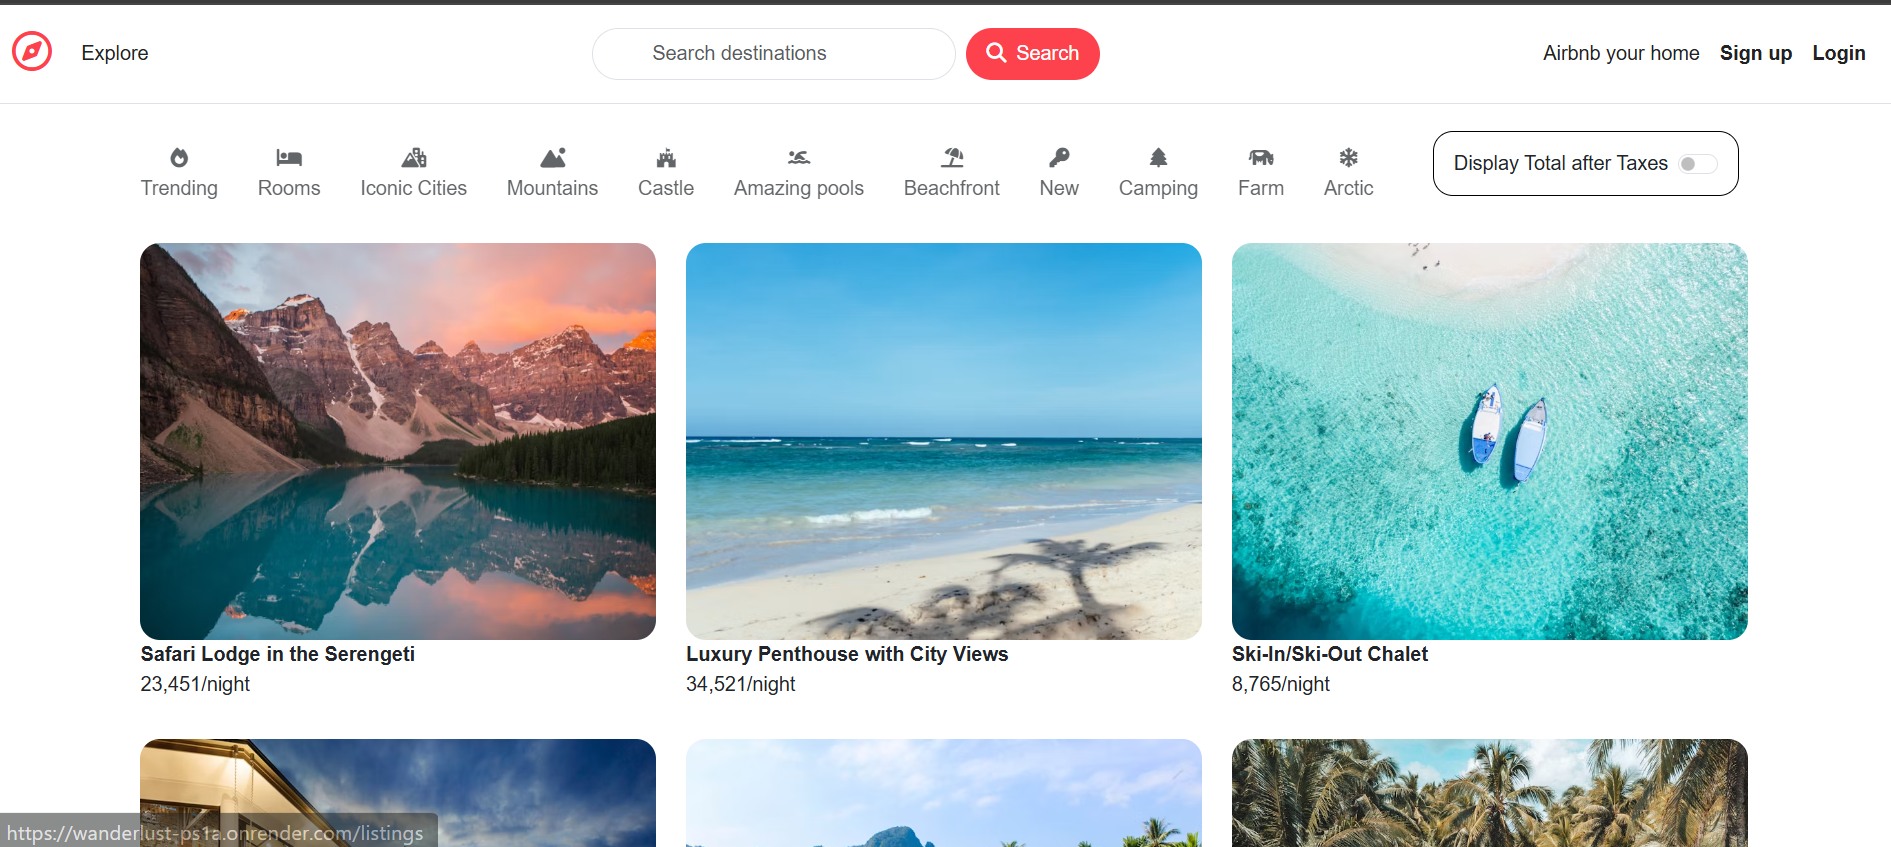 Explore
Search destinations
Search
Airbnb your home Sign up Login
Trending Rooms Iconic Cities Mountains Castle Amazing pools Beachfront New Camping Farm Arctic
Display Total after Taxes
Safari Lodge in the Serengeti
23,451/night
Luxury Penthouse with City Views
34,521/night
Ski-In/Ski-Out Chalet
8,765/night
https://wanderlust-ps1a.onrender.com/listings